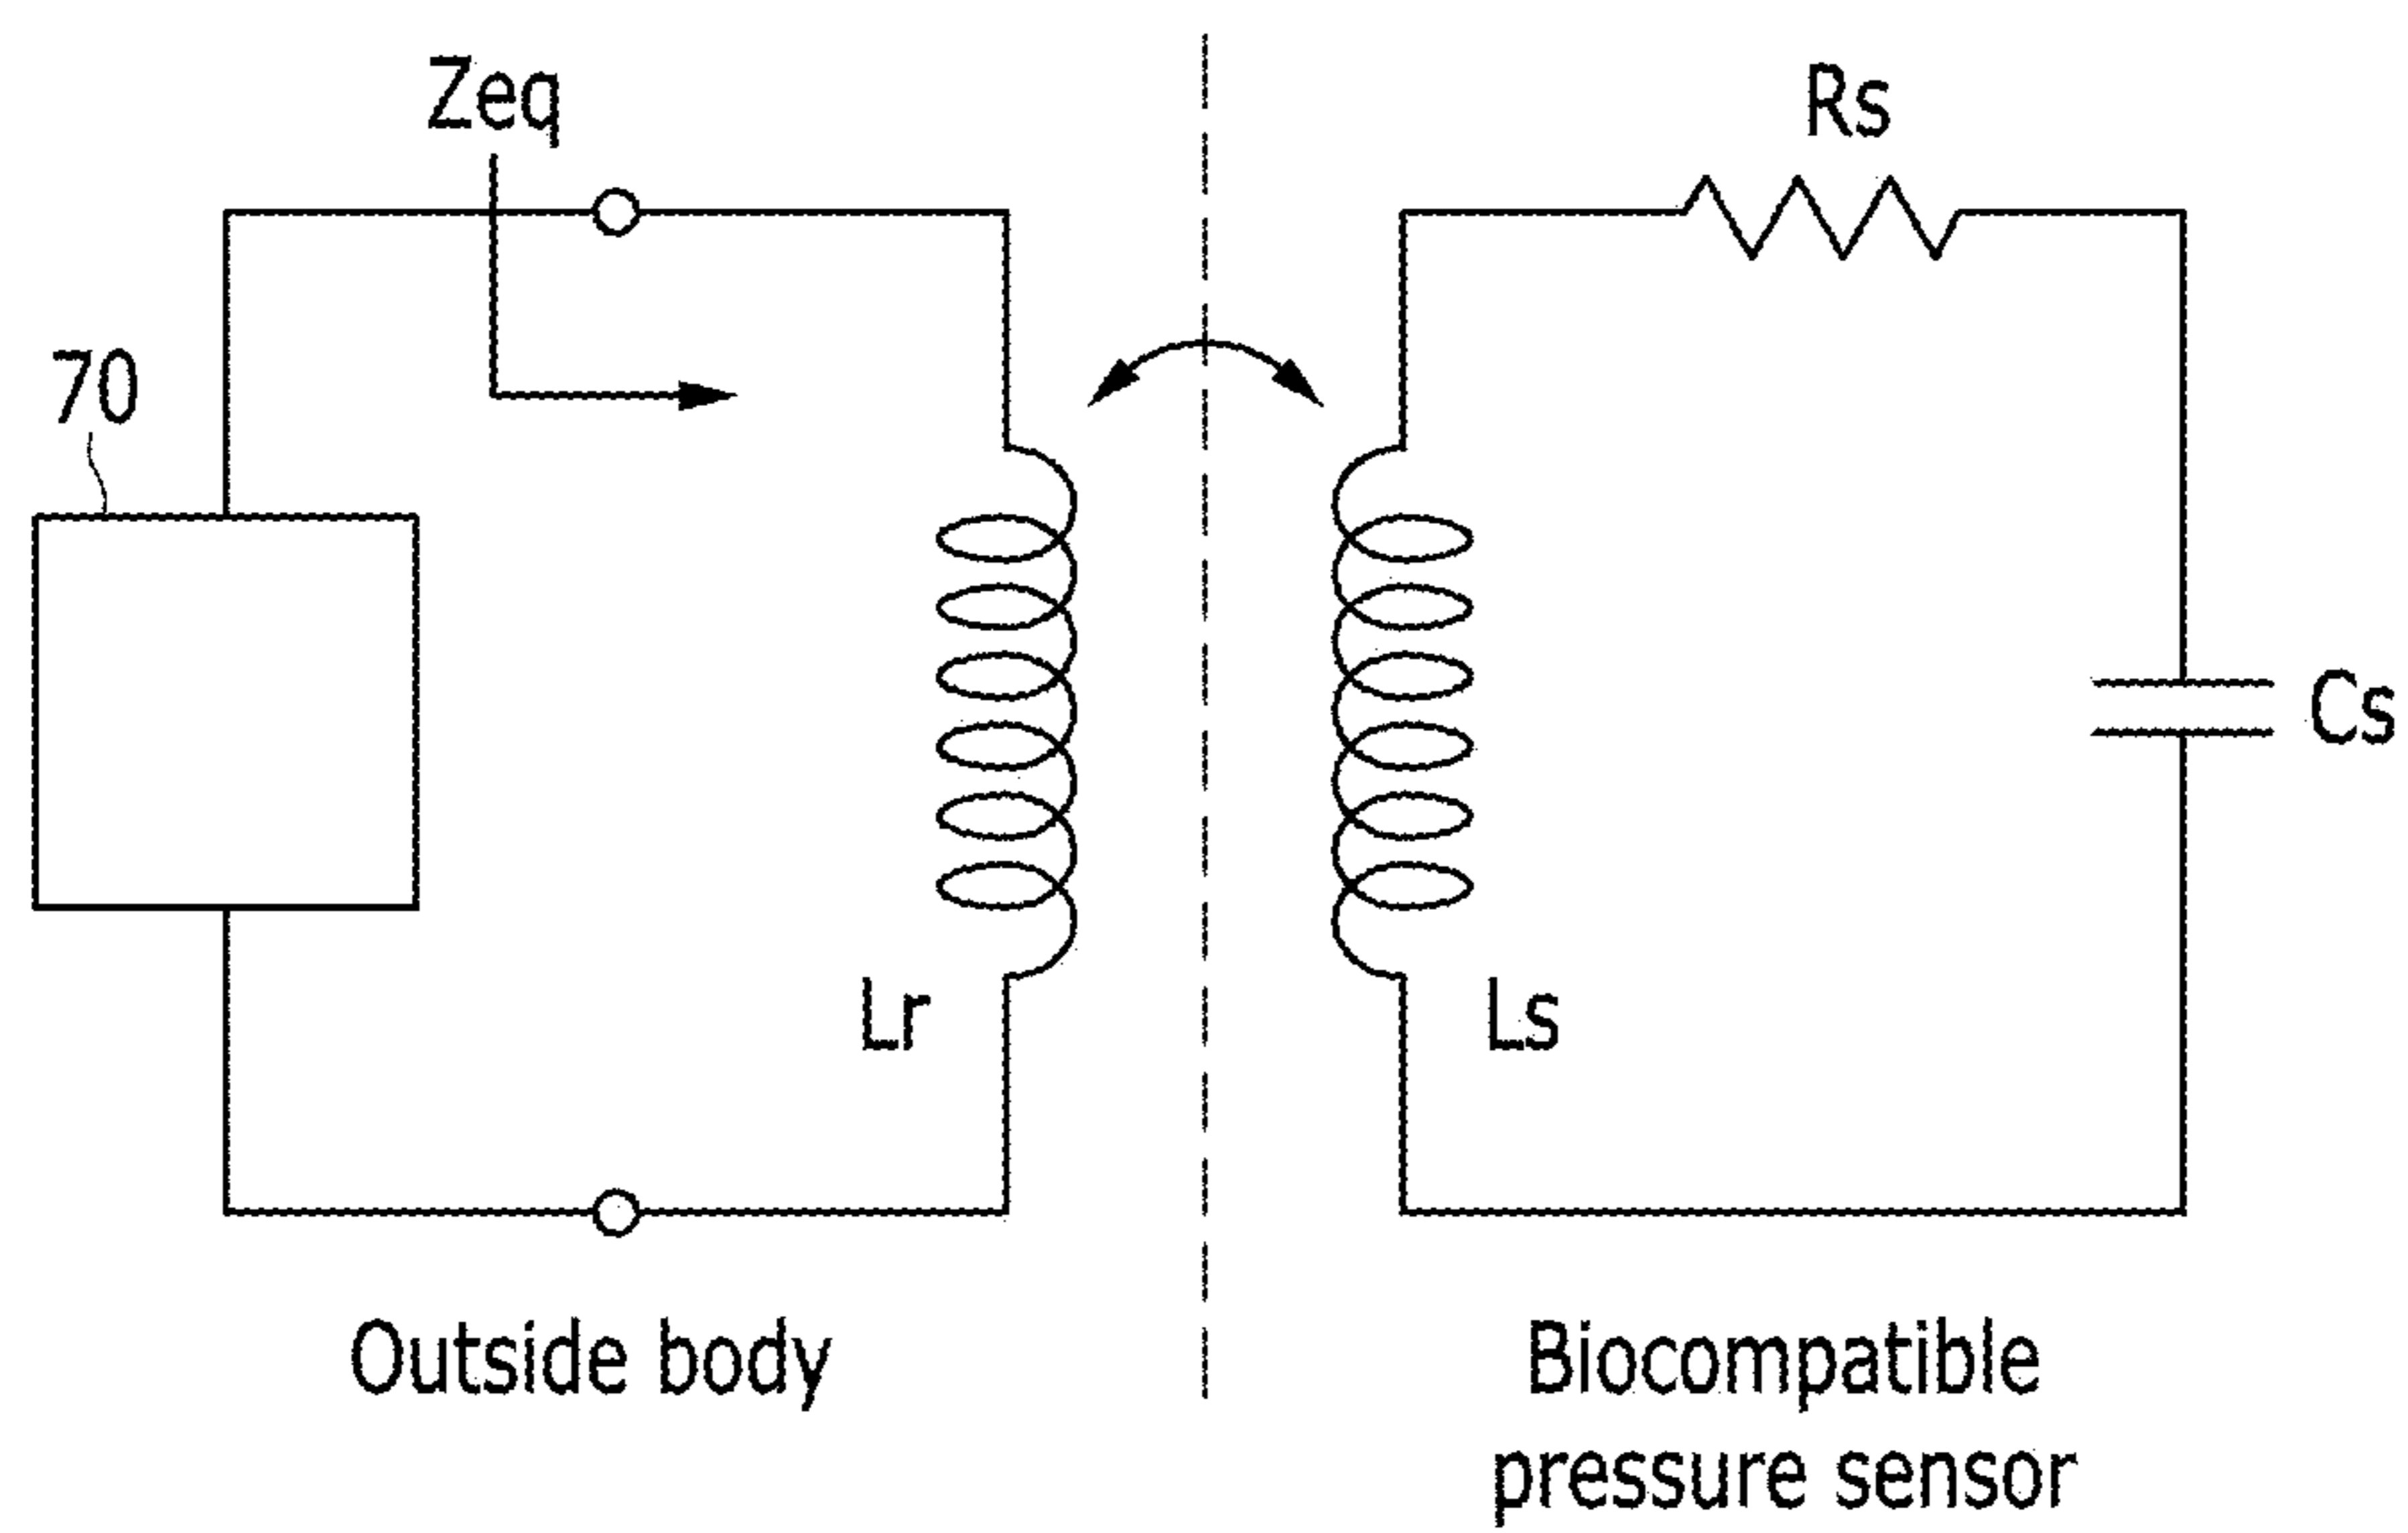 Zeq
Rs
70
Cs
Lr
Ls
Outside body
Biocompatible
pressure sensor